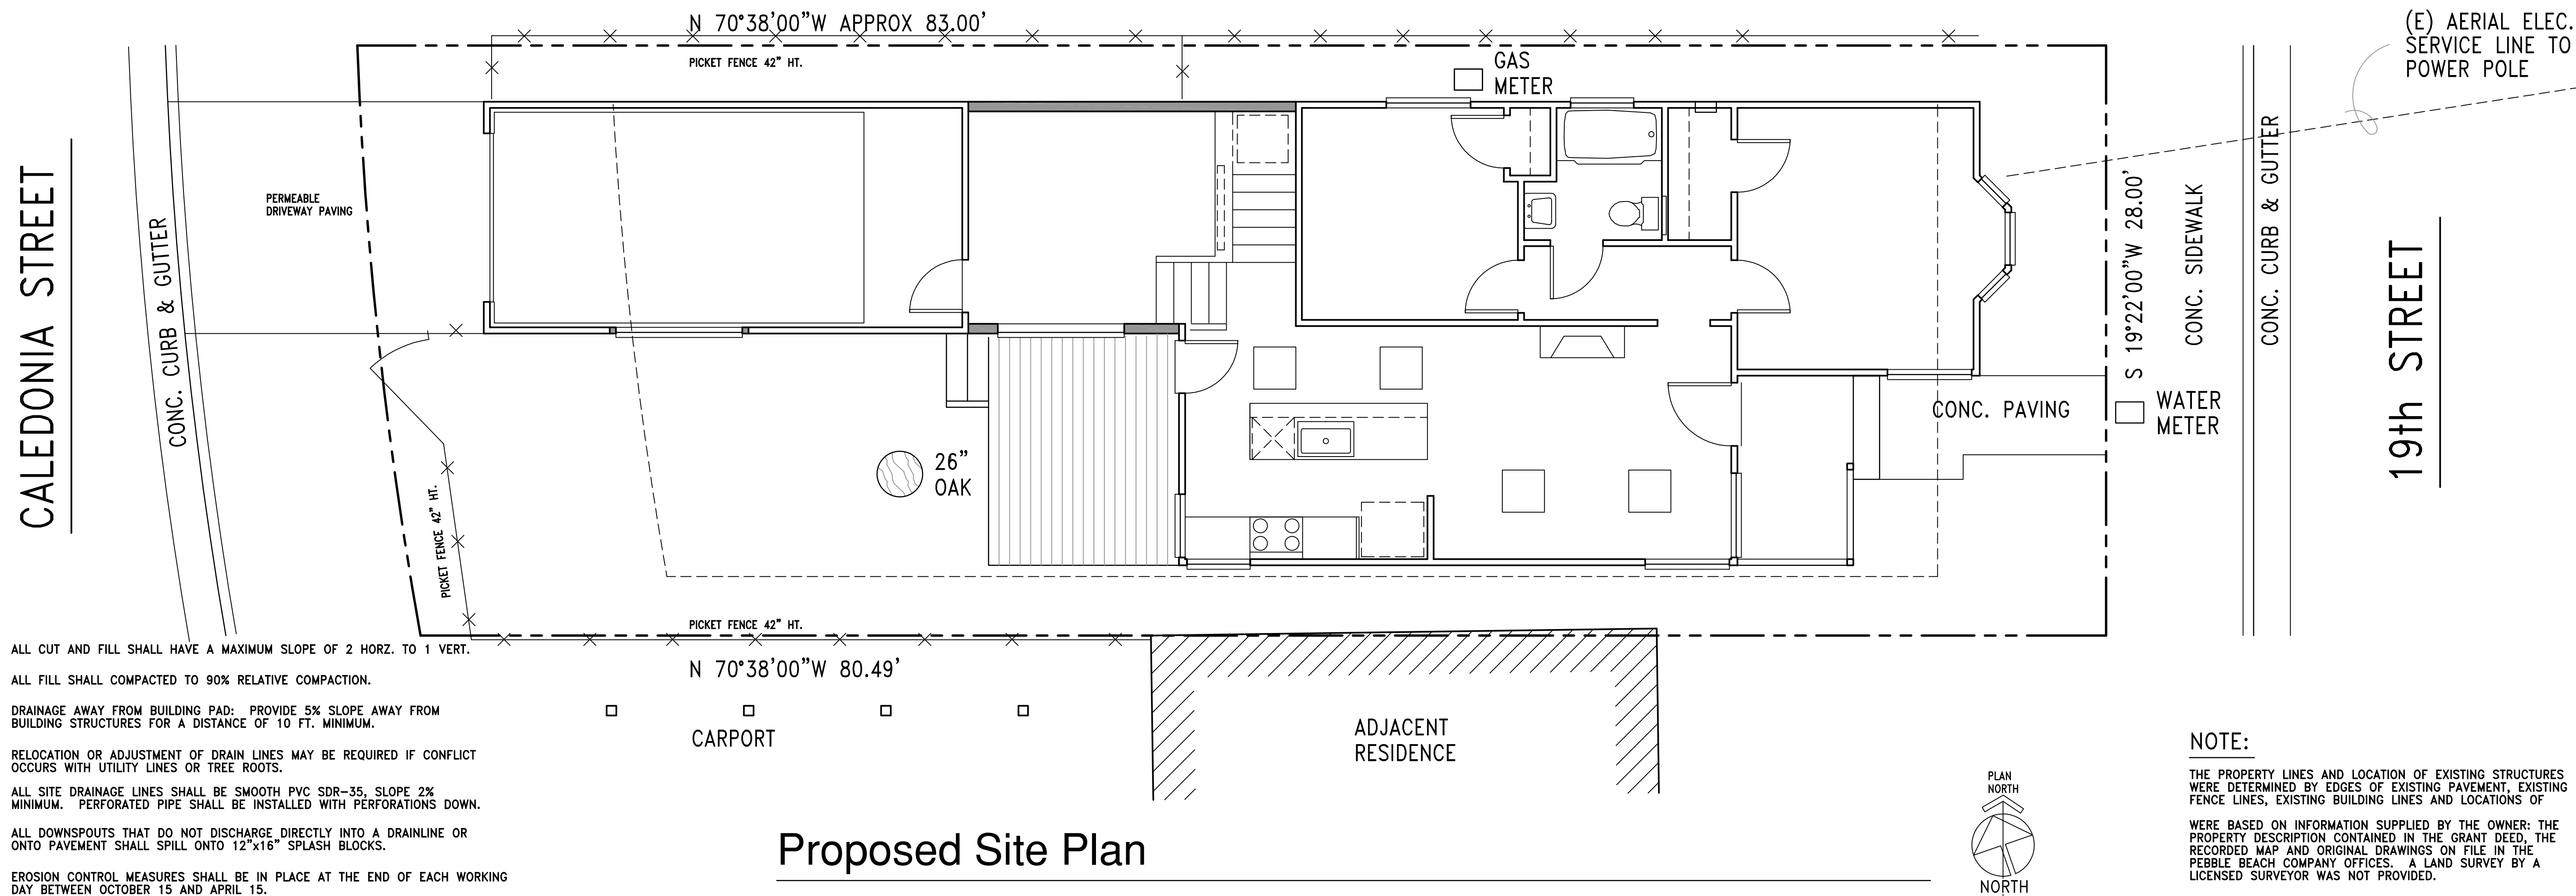 N 70°38'00"W APPROX 83.00'
PICKET FENCE 42" HT.
GAS
METER
(E) AERIAL ELEC.
SERVICE LINE TO
POWER POLE
CALEDONIA STREET
CONC. CURB & GUTTER
PERMEABLE
DRIVEWAY PAVING
S 19°22'00"W 28.00'
CONC. SIDEWALK
CONC. CURB & GUTTER
19th STREET
CONC. PAVING
WATER
METER
26"
OAK
PICKET FENCE 42" HT.
PICKET FENCE 42" HT.
N 70°38'00"W 80.49'
CARPORT
ADJACENT
RESIDENCE
ALL CUT AND FILL SHALL HAVE A MAXIMUM SLOPE OF 2 HORZ. TO 1 VERT.
ALL FILL SHALL COMPACTED TO 90% RELATIVE COMPACTION.
DRAINAGE AWAY FROM BUILDING PAD: PROVIDE 5% SLOPE AWAY FROM
BUILDING STRUCTURES FOR A DISTANCE OF 10 FT. MINIMUM.
RELOCATION OR ADJUSTMENT OF DRAIN LINES MAY BE REQUIRED IF CONFLICT
OCCURS WITH UTILITY LINES OR TREE ROOTS.
ALL SITE DRAINAGE LINES SHALL BE SMOOTH PVC SDR-35, SLOPE 2%
MINIMUM. PERFORATED PIPE SHALL BE INSTALLED WITH PERFORATIONS DOWN.
ALL DOWNSPOUTS THAT DO NOT DISCHARGE DIRECTLY INTO A DRAINLINE OR
ONTO PAVEMENT SHALL SPILL ONTO 12"x16" SPLASH BLOCKS.
EROSION CONTROL MEASURES SHALL BE IN PLACE AT THE END OF EACH WORKING
DAY BETWEEN OCTOBER 15 AND APRIL 15.
Proposed Site Plan
PLAN
NORTH
NORTH
NOTE:
THE PROPERTY LINES AND LOCATION OF EXISTING STRUCTURES
WERE DETERMINED BY EDGES OF EXISTING PAVEMENT, EXISTING
FENCE LINES, EXISTING BUILDING LINES AND LOCATIONS OF
WERE BASED ON INFORMATION SUPPLIED BY THE OWNER: THE
PROPERTY DESCRIPTION CONTAINED IN THE GRANT DEED, THE
RECORDED MAP AND ORIGINAL DRAWINGS ON FILE IN THE
PEBBLE BEACH COMPANY OFFICES. A LAND SURVEY BY A
LICENSED SURVEYOR WAS NOT PROVIDED.